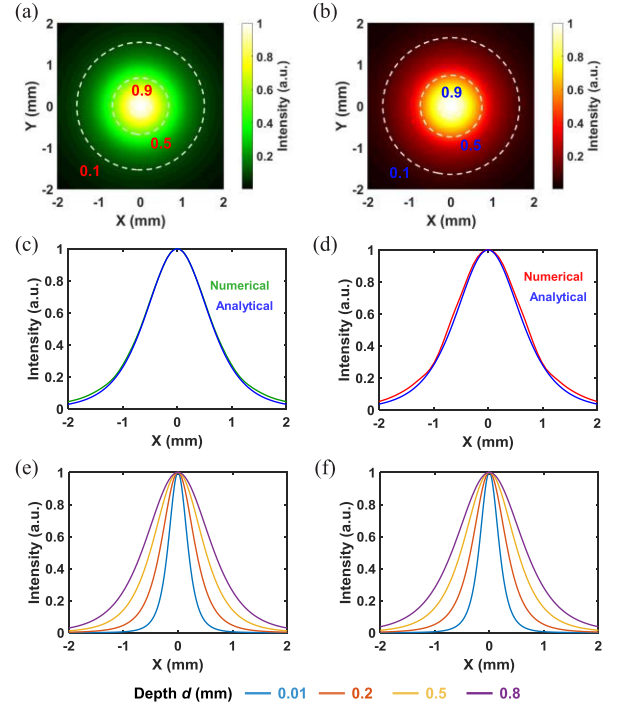 (a)
2
1
0
-1
-2
Y (mm)
0.9
0.5
0.1
-2 -1 0 1 2
X (mm)
1
0.8
0.6
0.4
0.2
Intensity (a.u.)
(b)
2
1
0
-1
-2
Y (mm)
0.9
0.5
0.1
-2 -1 0 1 2
X (mm)
1
0.8
0.6
0.4
0.2
Intensity (a.u.)
(c)
1
0.8
0.6
0.4
0.2
0
Intensity (a.u.)
Numerical
Analytical
-2 -1 0 1 2
X (mm)
(d)
1
0.8
0.6
0.4
0.2
0
Intensity (a.u.)
Numerical
Analytical
-2 -1 0 1 2
X (mm)
(e)
1
0.8
0.6
0.4
0.2
0
Intensity (a.u.)
-2 -1 0 1 2
X (mm)
(f)
1
0.8
0.6
0.4
0.2
0
Intensity (a.u.)
-2 -1 0 1 2
X (mm)
Depth d (mm) 0.01 0.2 0.5 0.8